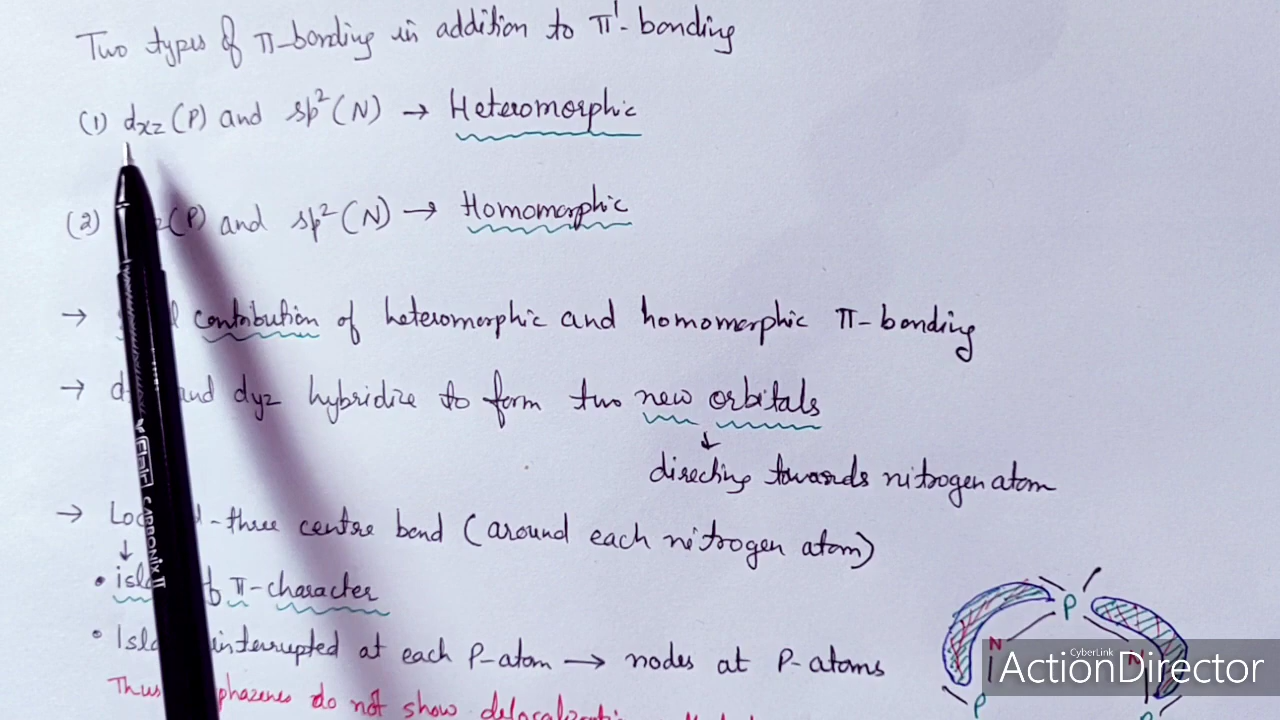 Two types of π-bonding in addition to π'-bonding
(1) dxz (P) and sp²(N) → Heteromorphic
(2) (P) and sp²(N) → Homomorphic
→ contribution of heteromorphic and homomorphic π-bonding
→ and dyz hybridize to form two new orbitals
↓
directing towards nitrogen atom
→ -three centre bond (around each nitrogen atom)
↓
• π-character
• interrupted at each P-atom → nodes at P-atoms
Thus do not show
P
N
N
P
P
CARBONIX II
CyberLink
ActionDirector